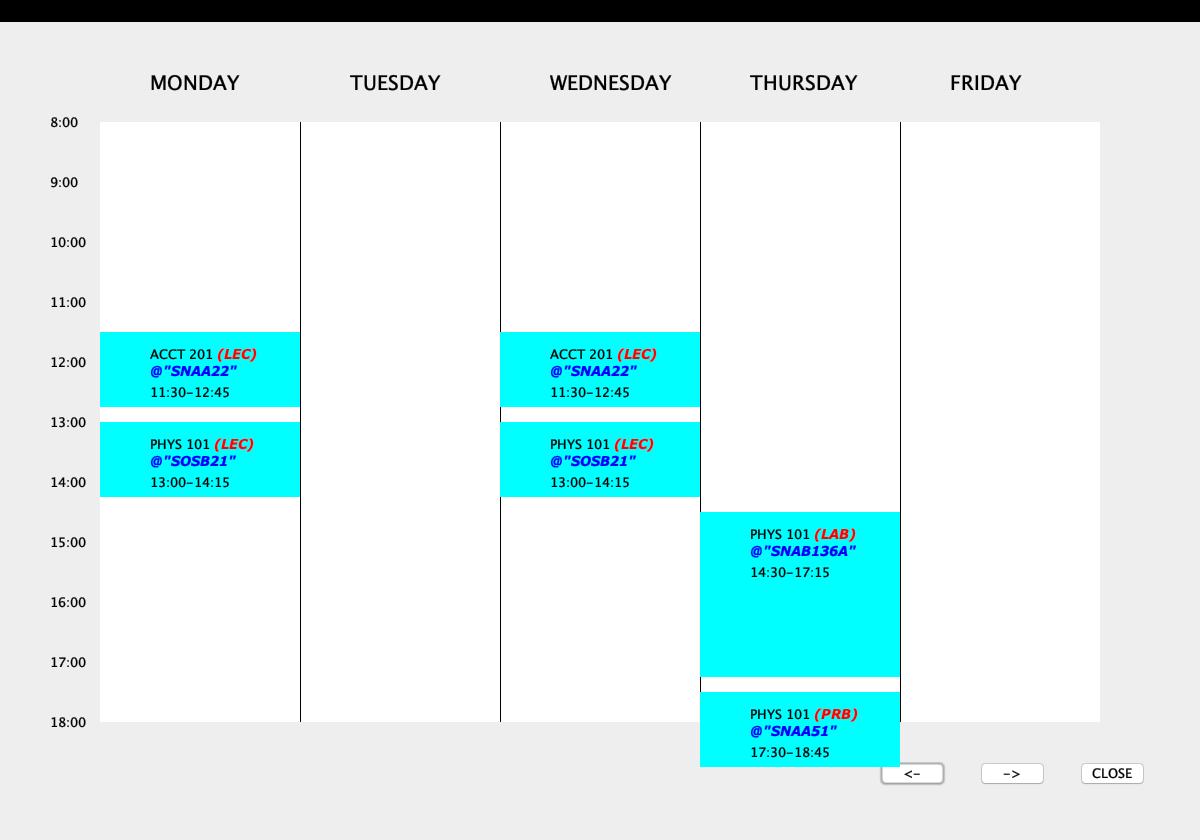 MONDAY TUESDAY WEDNESDAY THURSDAY FRIDAY
8:00
9:00
10:00
11:00
ACCT 201 (LEC) ACCT 201 (LEC)
12:00
@"SNAA22" @"SNAA22"
11:30-12:45 11:30-12:45
13:00
PHYS 101 (LEC) PHYS 101 (LEC)
@"SOSB21" @"SOSB21"
14:00 13:00-14:15 13:00-14:15
PHYS 101 (LAB)
15:00
@"SNAB136A"
14:30-17:15
16:00
17:00
PHYS 101 (PRB)
18:00
@"SNAA51"
17:30-18:45
<- -> CLOSE